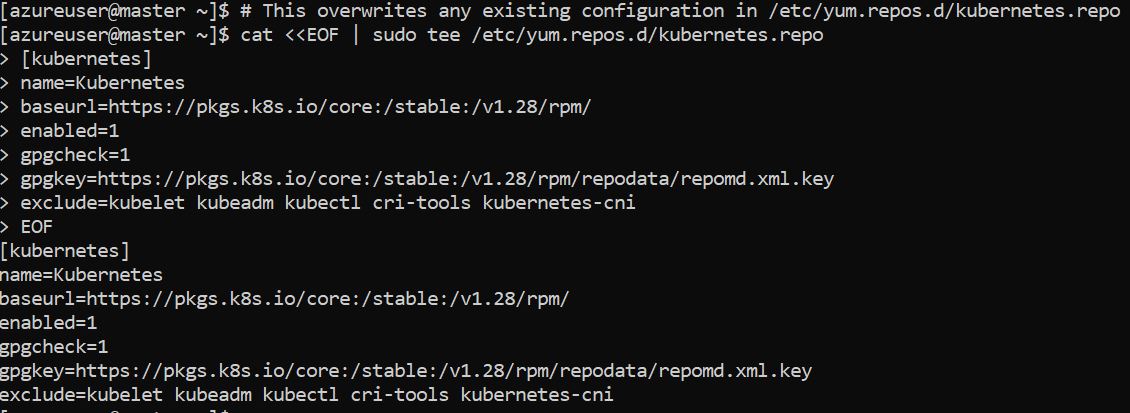 [azureuser@master ~]$ # This overwrites any existing configuration in /etc/yum.repos.d/kubernetes.repo
[azureuser@master ~]$ cat <<EOF | sudo tee /etc/yum.repos.d/kubernetes.repo
> [kubernetes]
> name=Kubernetes
> baseurl=https://pkgs.k8s.io/core:/stable:/v1.28/rpm/
> enabled=1
> gpgcheck=1
> gpgkey=https://pkgs.k8s.io/core:/stable:/v1.28/rpm/repodata/repomd.xml.key
> exclude=kubelet kubeadm kubectl cri-tools kubernetes-cni
> EOF
[kubernetes]
name=Kubernetes
baseurl=https://pkgs.k8s.io/core:/stable:/v1.28/rpm/
enabled=1
gpgcheck=1
gpgkey=https://pkgs.k8s.io/core:/stable:/v1.28/rpm/repodata/repomd.xml.key
exclude=kubelet kubeadm kubectl cri-tools kubernetes-cni